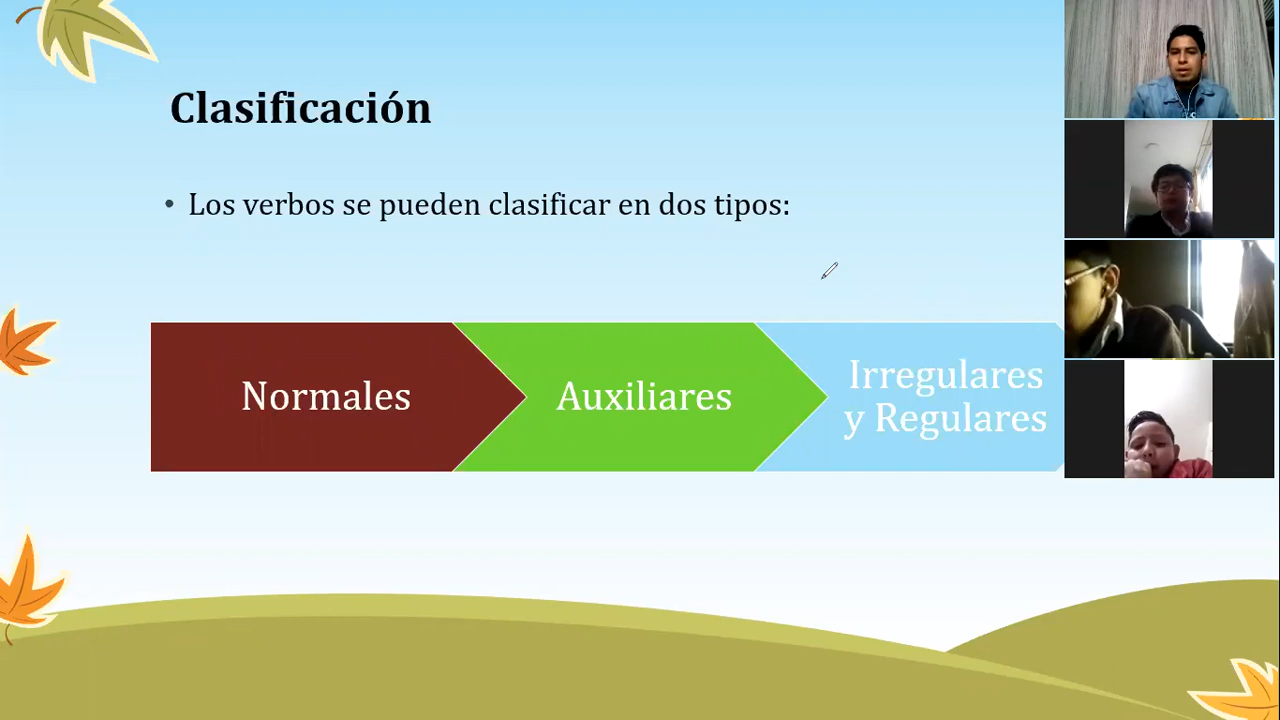 Clasificación
• Los verbos se pueden clasificar en dos tipos:
Normales
Auxiliares
Irregulares
y Regulares